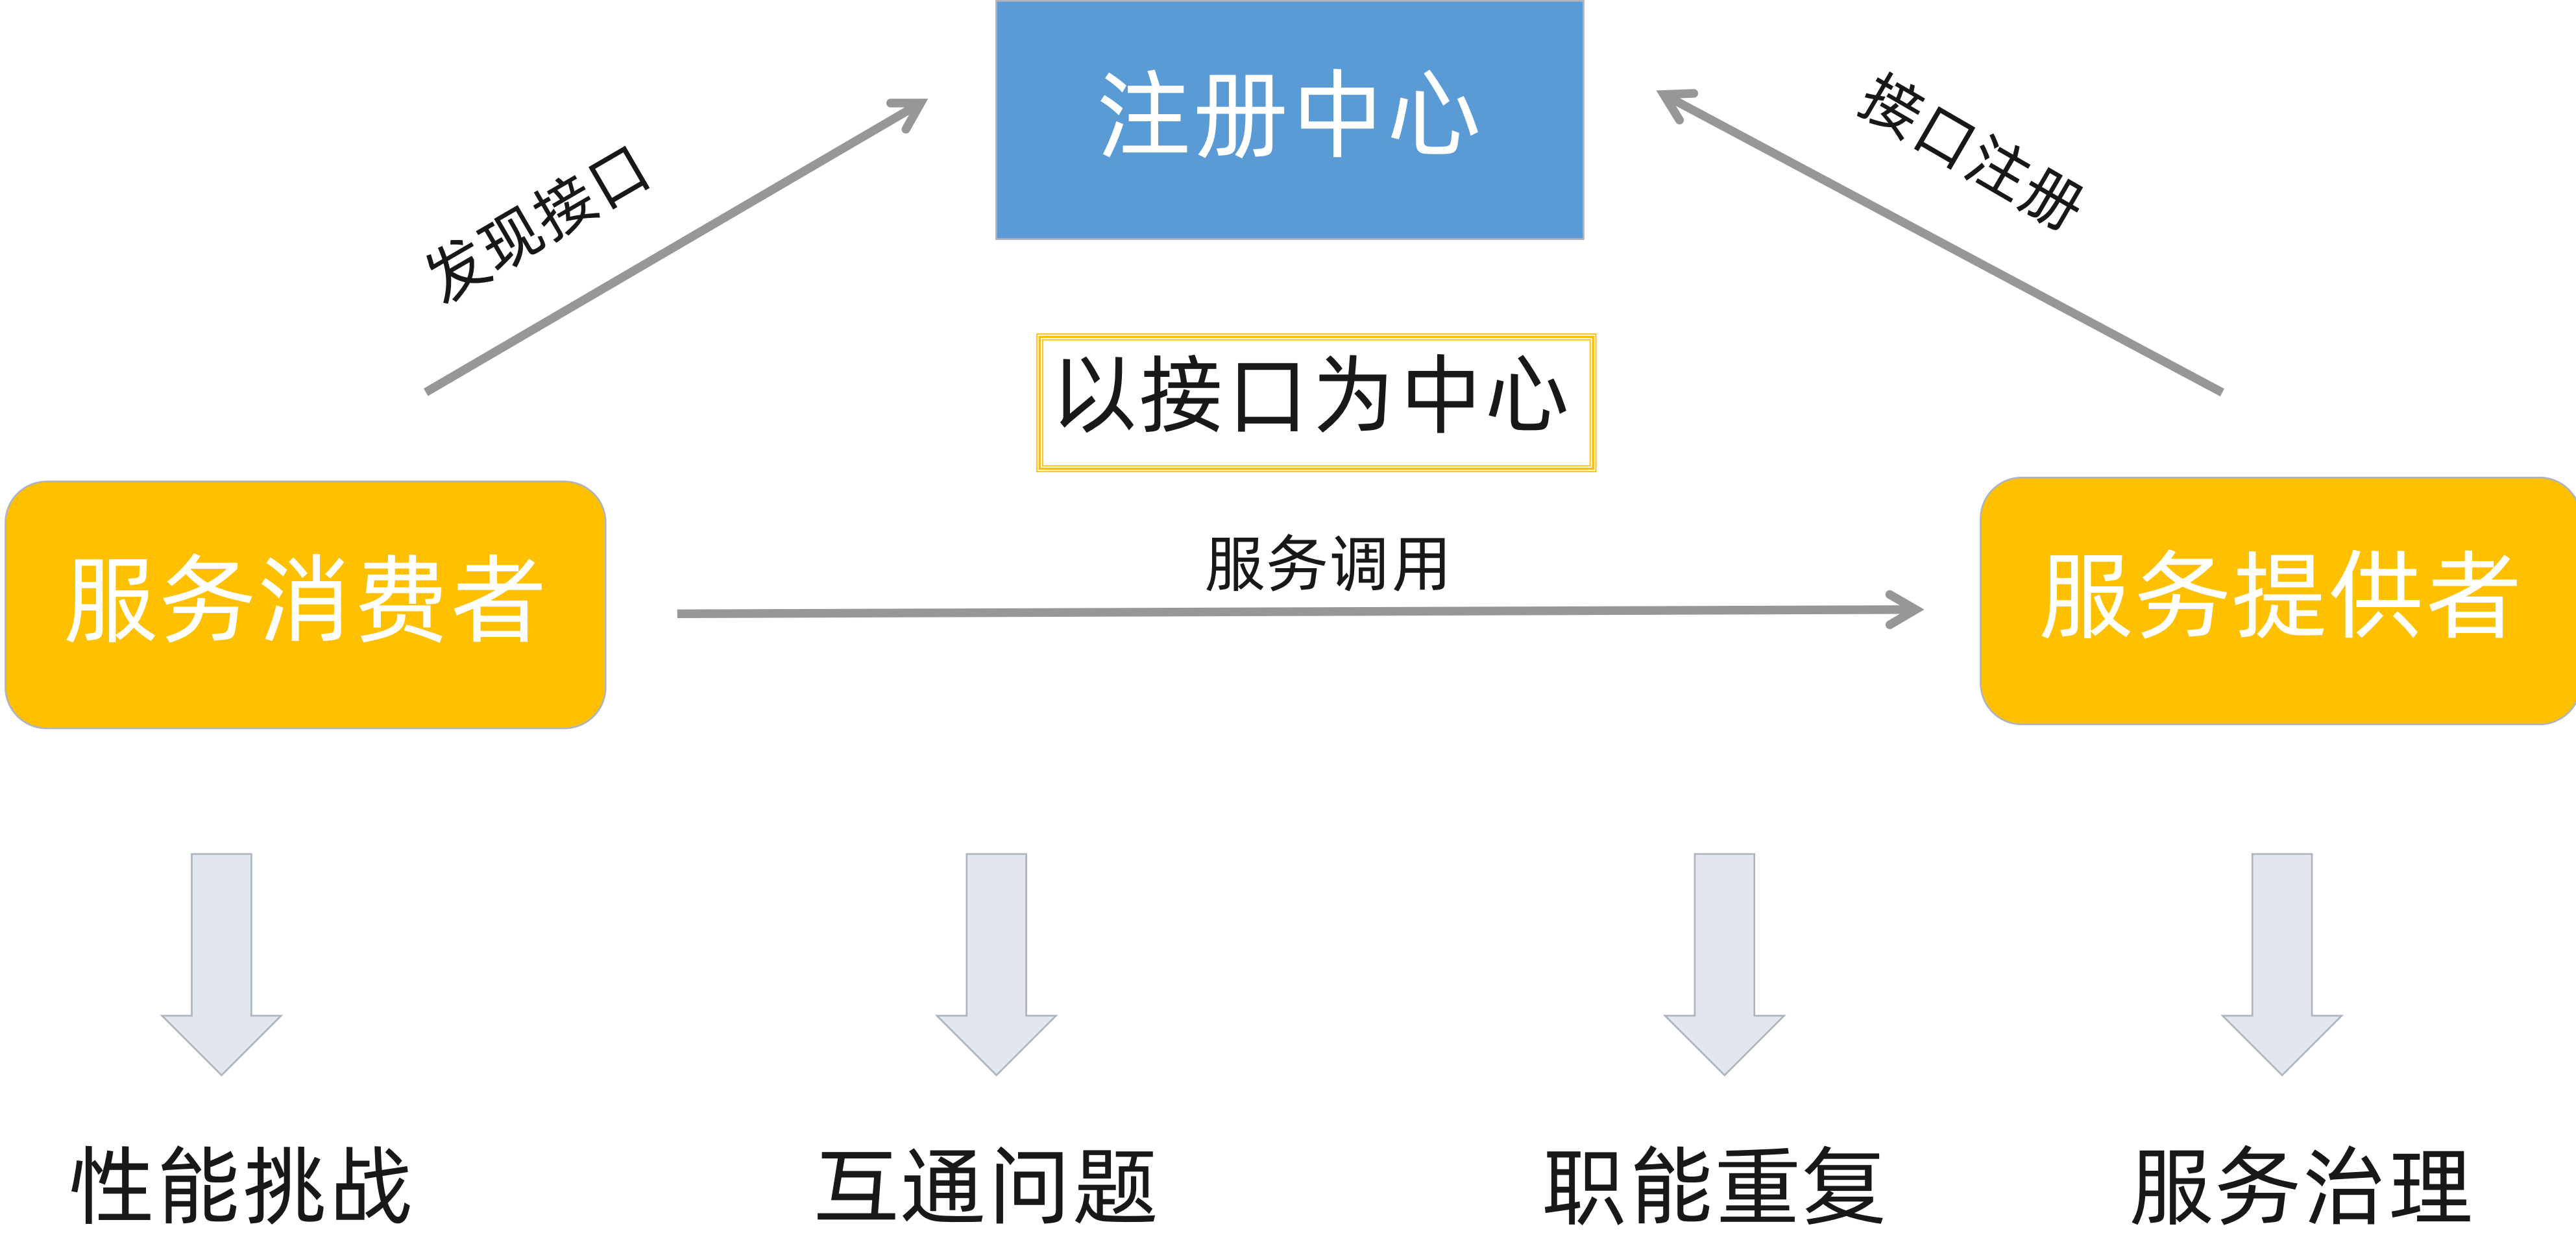 注册中心
发现接口
接口注册
以接口为中心
服务调用
服务消费者
服务提供者
性能挑战
互通问题
职能重复
服务治理